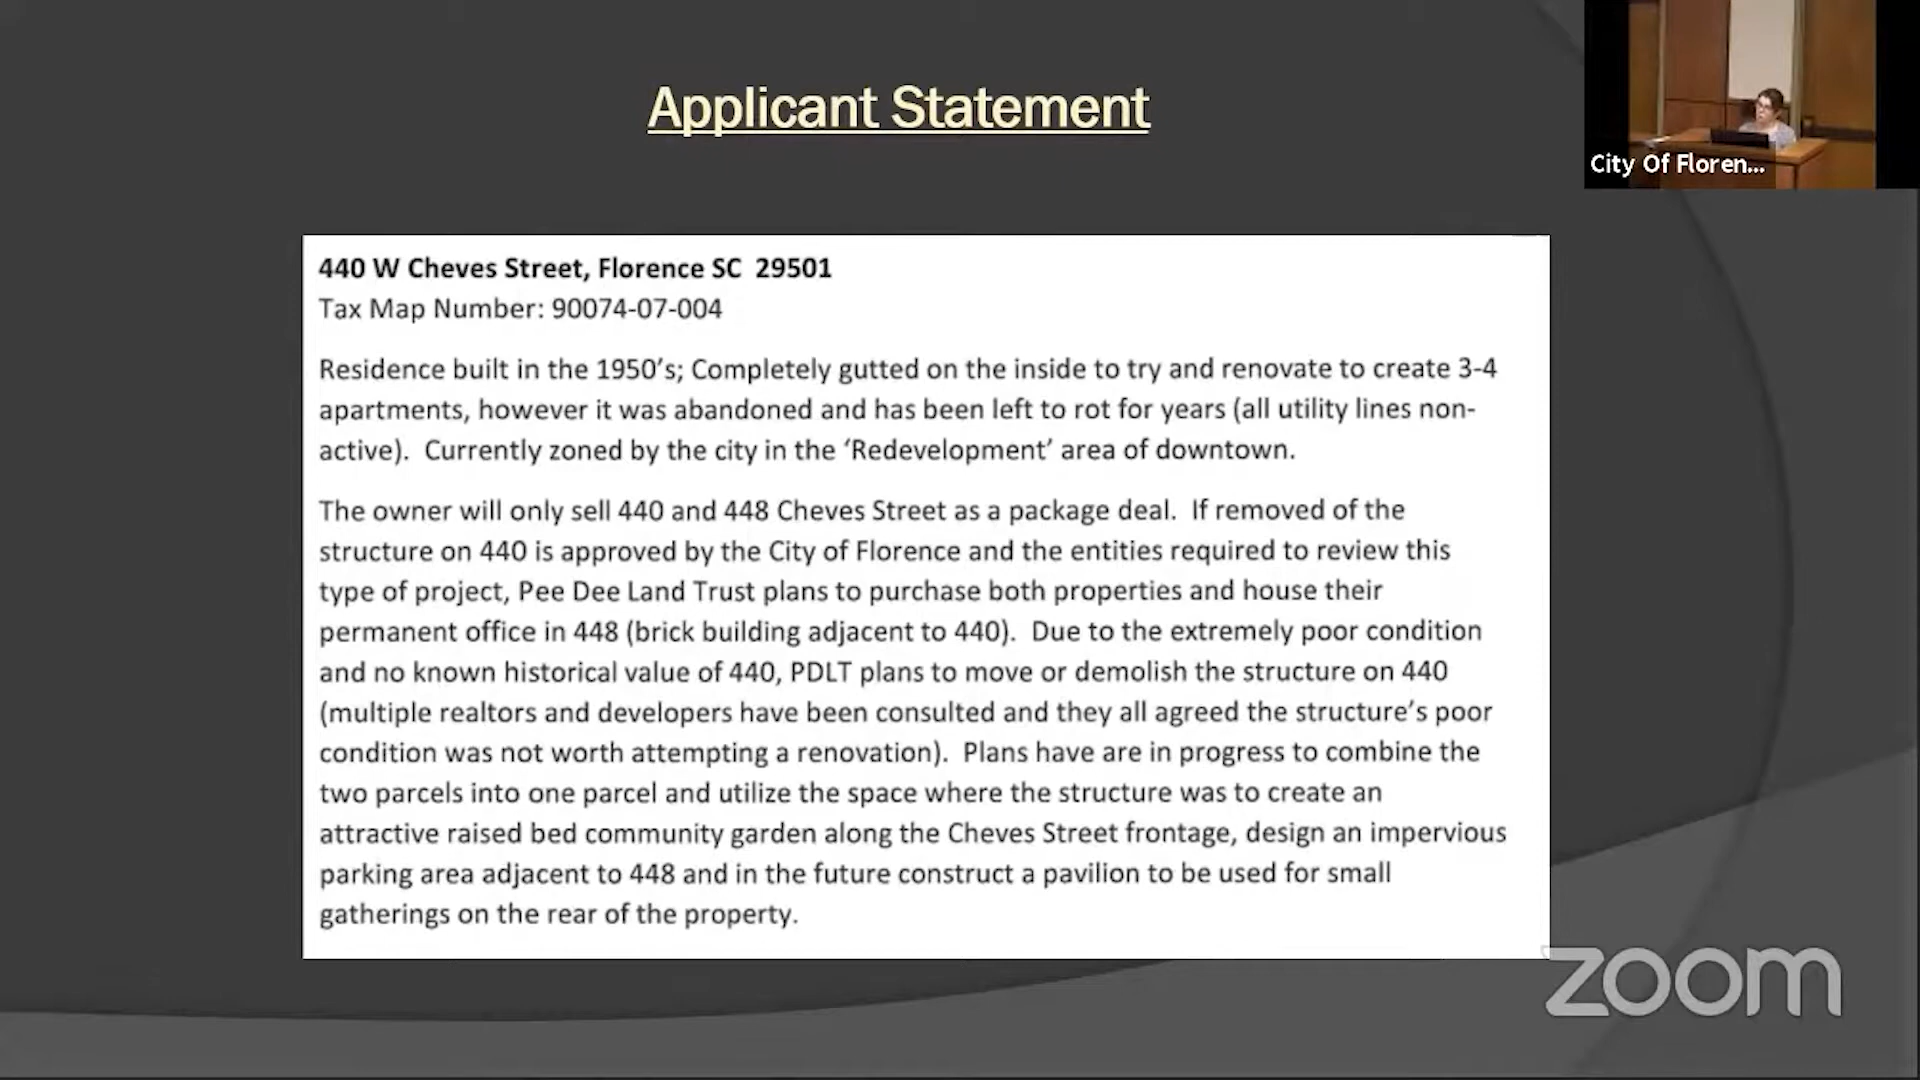 Applicant Statement
City Of Floren...
440 W Cheves Street, Florence SC  29501
Tax Map Number: 90074-07-004
Residence built in the 1950’s; Completely gutted on the inside to try and renovate to create 3-4
apartments, however it was abandoned and has been left to rot for years (all utility lines non-
active).  Currently zoned by the city in the ‘Redevelopment’ area of downtown.
The owner will only sell 440 and 448 Cheves Street as a package deal.  If removed of the
structure on 440 is approved by the City of Florence and the entities required to review this
type of project, Pee Dee Land Trust plans to purchase both properties and house their
permanent office in 448 (brick building adjacent to 440).  Due to the extremely poor condition
and no known historical value of 440, PDLT plans to move or demolish the structure on 440
(multiple realtors and developers have been consulted and they all agreed the structure’s poor
condition was not worth attempting a renovation).  Plans have are in progress to combine the
two parcels into one parcel and utilize the space where the structure was to create an
attractive raised bed community garden along the Cheves Street frontage, design an impervious
parking area adjacent to 448 and in the future construct a pavilion to be used for small
gatherings on the rear of the property.
zoom